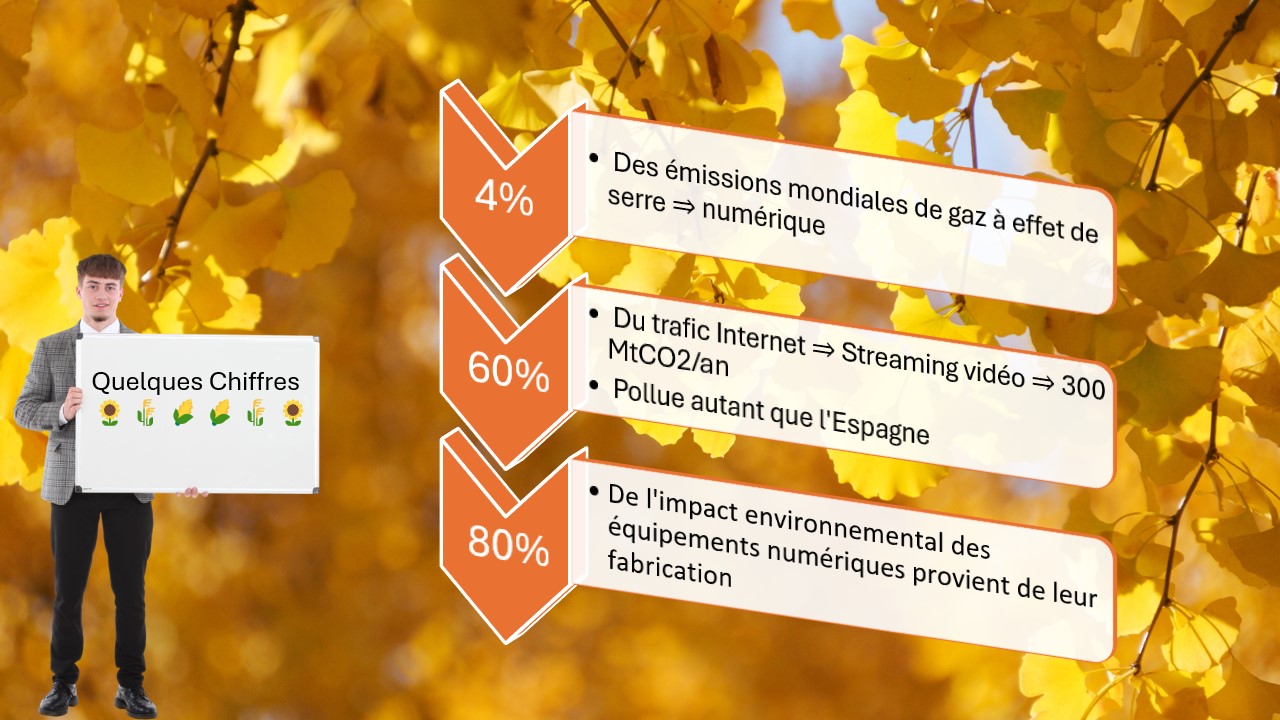 Quelques Chiffres
🌻🌾🌽🌽🌾🌻
4%
• Des émissions mondiales de gaz à effet de
serre ⇒ numérique
60%
• Du trafic Internet ⇒ Streaming vidéo ⇒ 300
MtCO2/an
• Pollue autant que l'Espagne
80%
• De l'impact environnemental des
équipements numériques provient de leur
fabrication